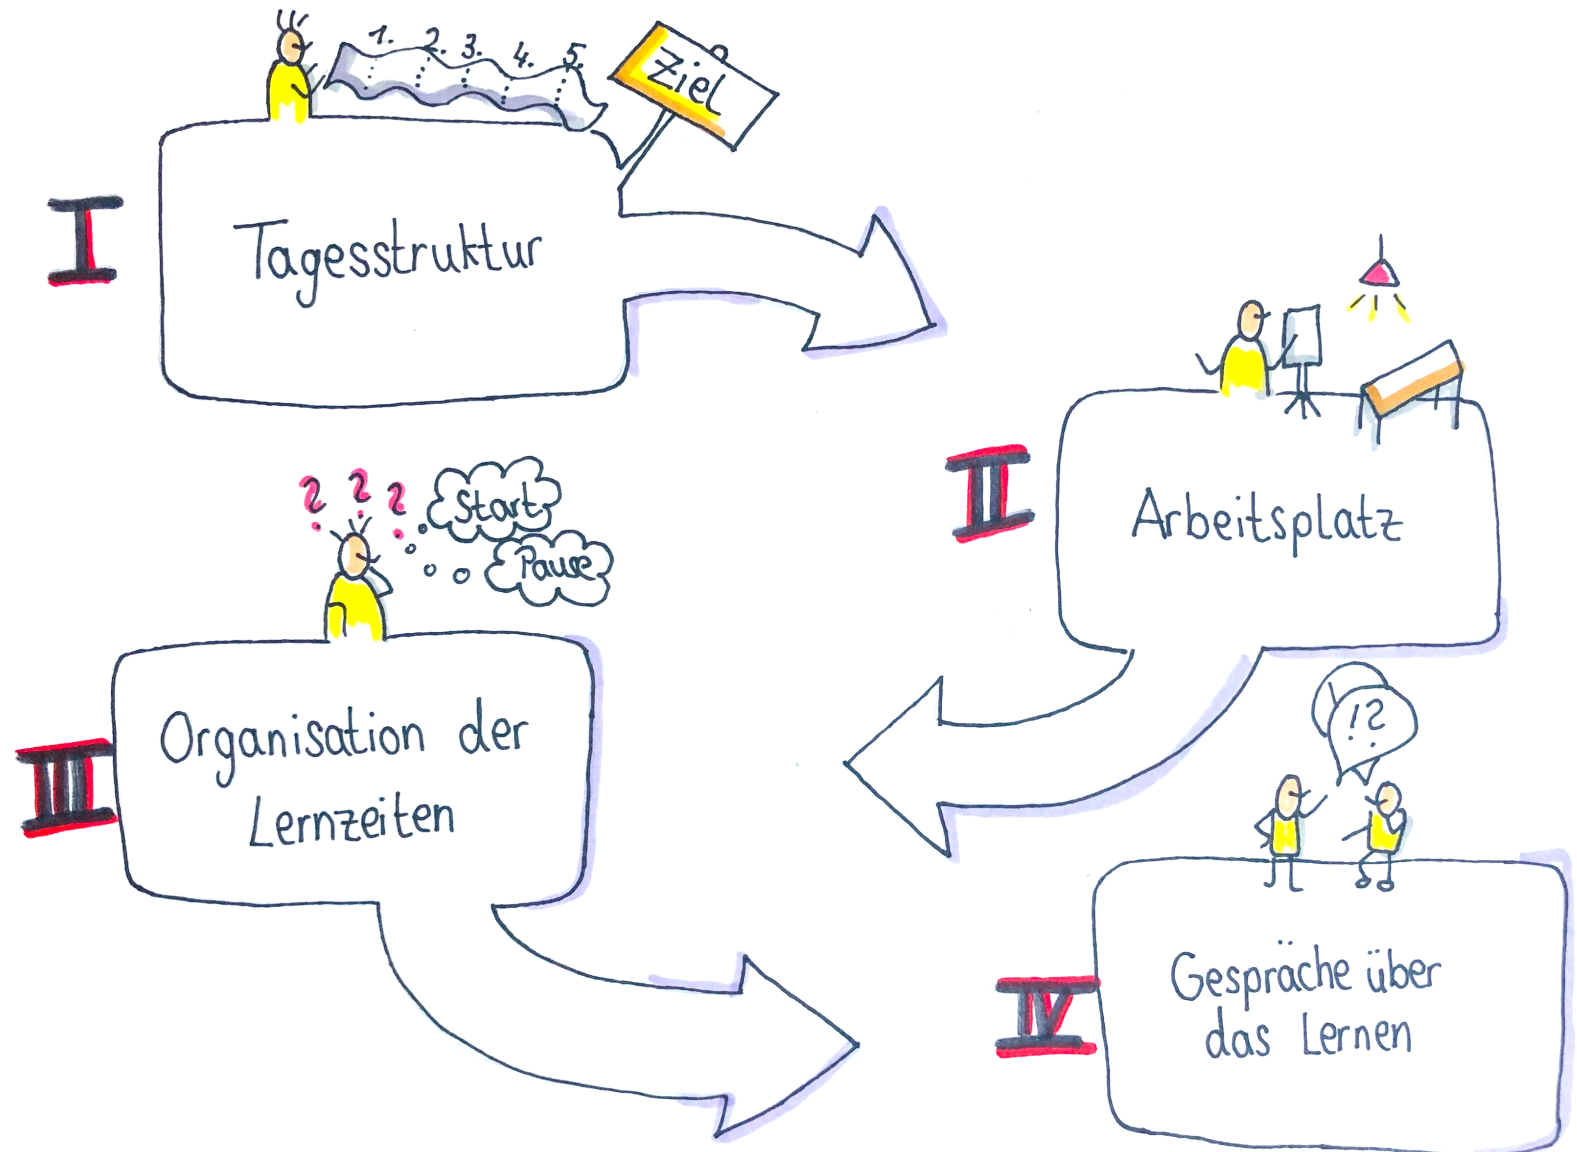 1. 2. 3. 4. 5.
Ziel
I
Tagesstruktur
II
Arbeitsplatz
? ? ?
Start
Pause
III
Organisation der
Lernzeiten
!?
IV
Gespräche über
das Lernen